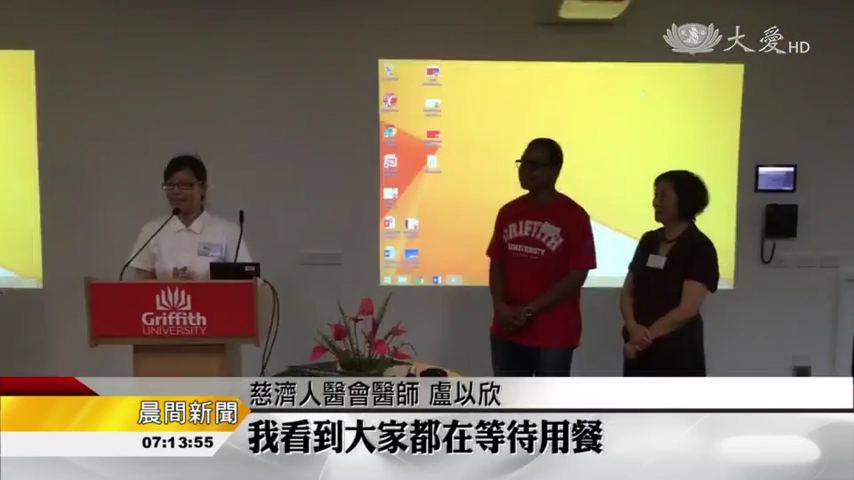 大愛HD
GRIFFITH
UNIVERSITY
Griffith
UNIVERSITY
慈濟人醫會醫師 盧以欣
晨間新聞
07:13:55
我看到大家都在等待用餐